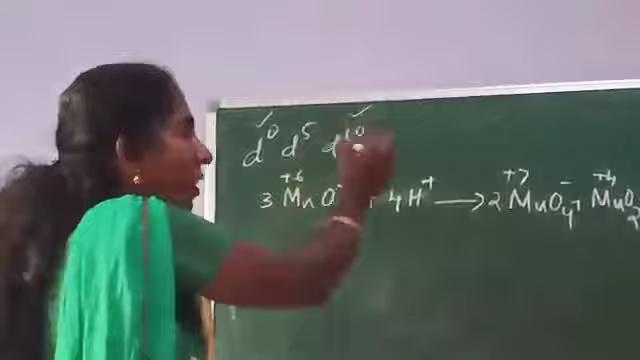 d⁰ d⁵ d¹⁰
+6 +7 +4
3 MnO⁻ + 4H⁺ → 2 MnO₄⁻ + MnO₂